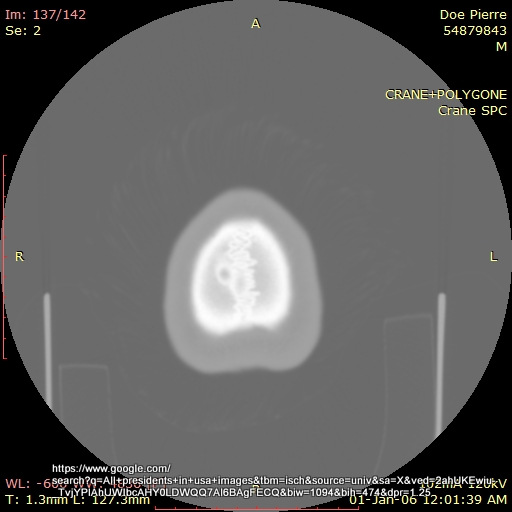 Im: 137/142
Se: 2
A
Doe Pierre
54879843
M
CRANE+POLYGONE
Crane SPC
R
L
https://www.google.com/
search?q=All+presidents+in+usa+images&tbm=isch&source=univ&sa=X&ved=2ahUKEwiu
102mA 120kV
T: 1.3mm L: 127.3mm
01-Jan-06 12:01:39 AM